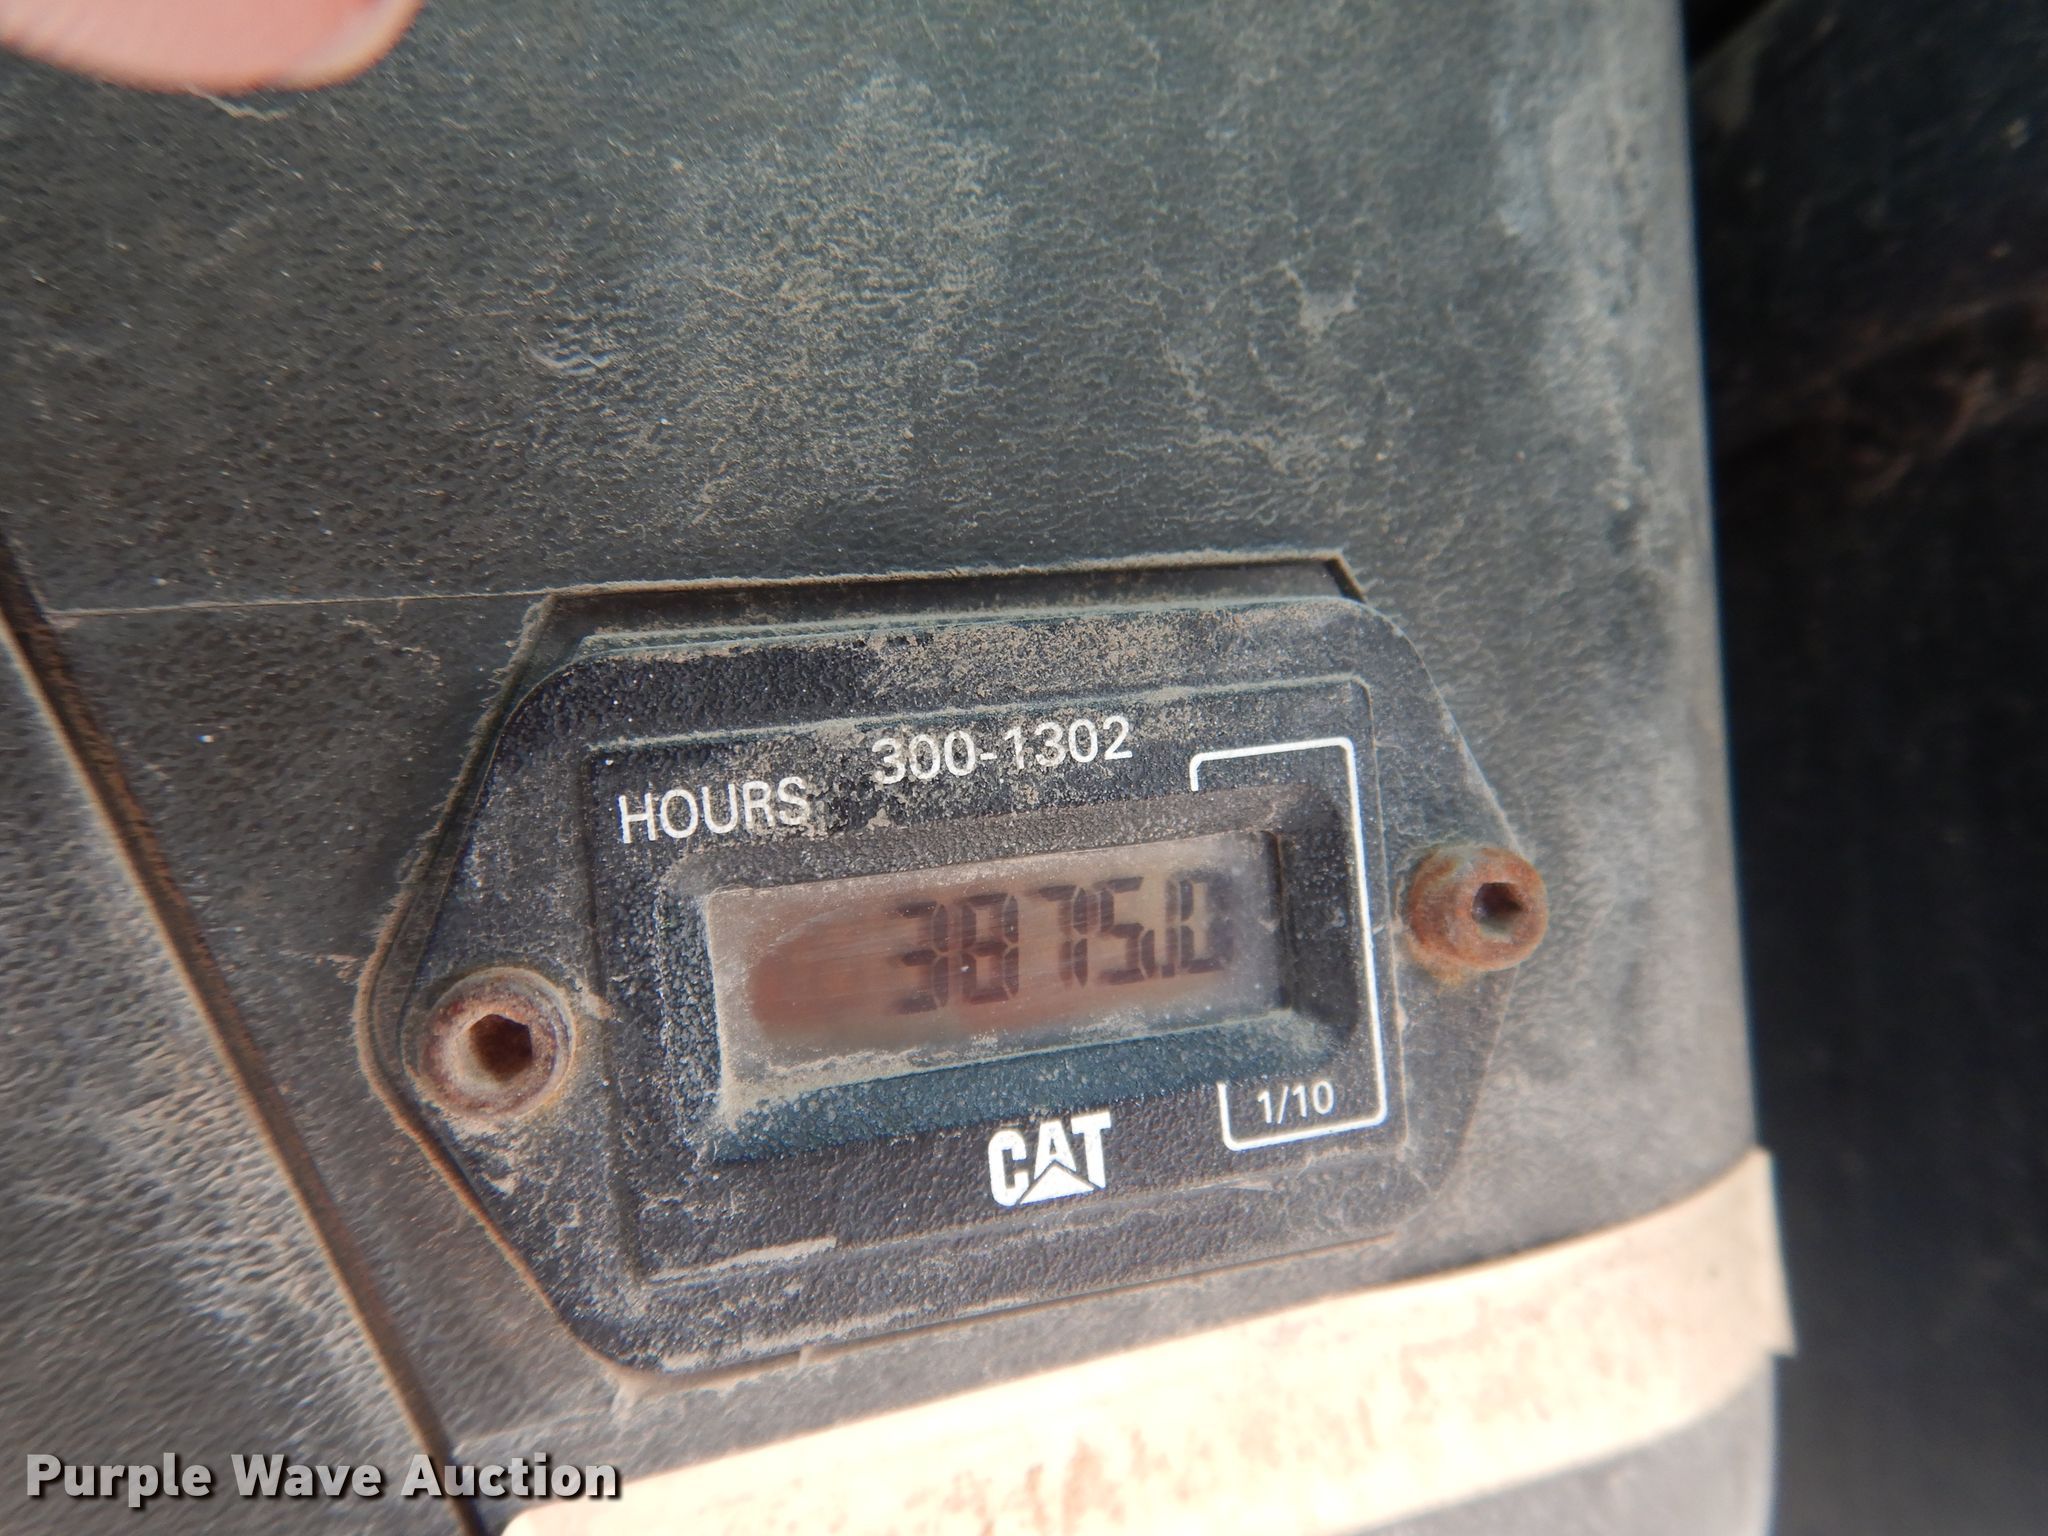 300-1302
HOURS
3875.0
1/10
CAT
Purple Wave Auction